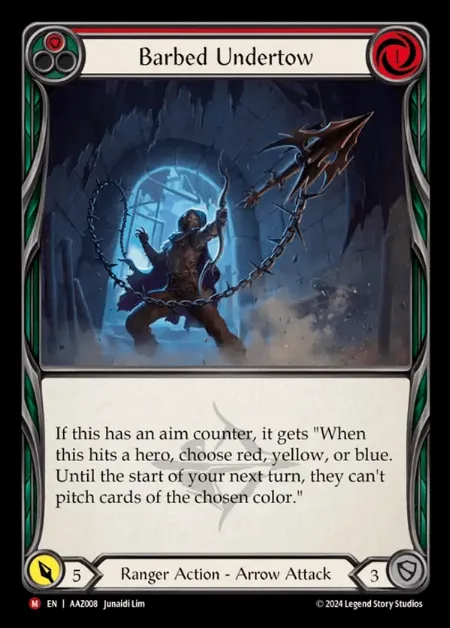 Barbed Undertow
1
If this has an aim counter, it gets "When
this hits a hero, choose red, yellow, or blue.
Until the start of your next turn, they can't
pitch cards of the chosen color."
5
Ranger Action - Arrow Attack
3
M EN | AAZ008 Junaidi Lim
© 2024 Legend Story Studios